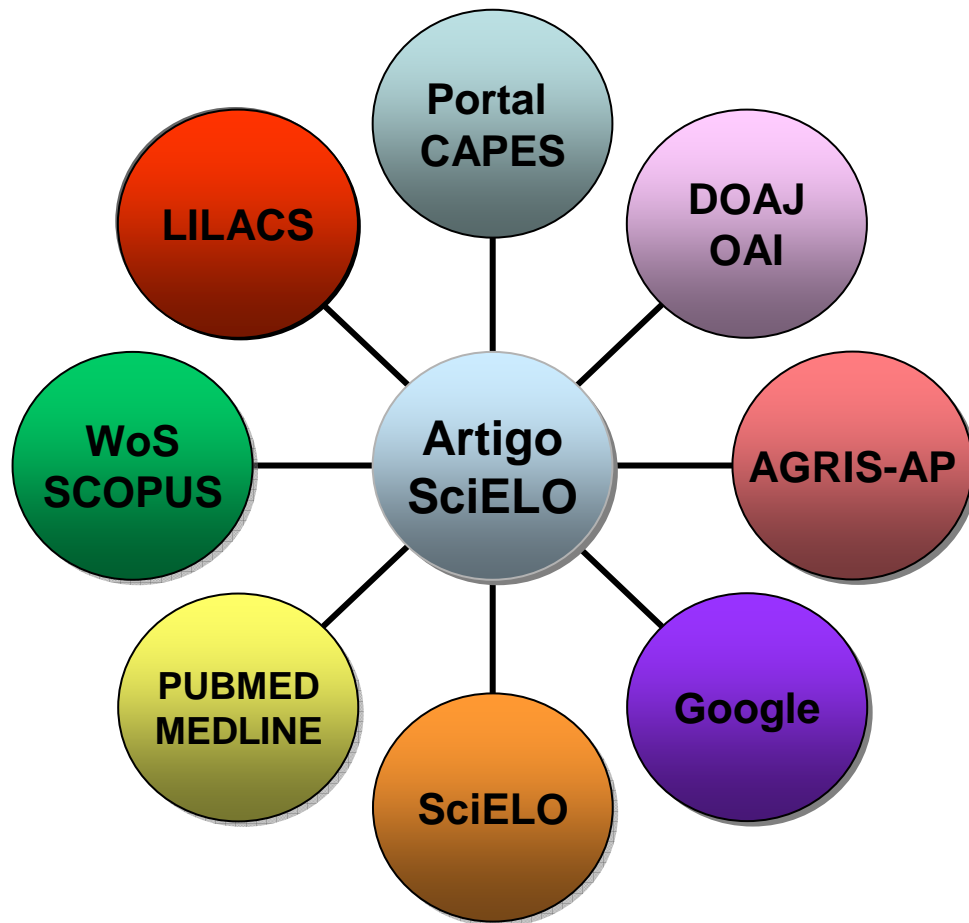 Portal
CAPES
LILACS
DOAJ
OAI
WoS
SCOPUS
Artigo
SciELO
AGRIS-AP
PUBMED
MEDLINE
Google
SciELO